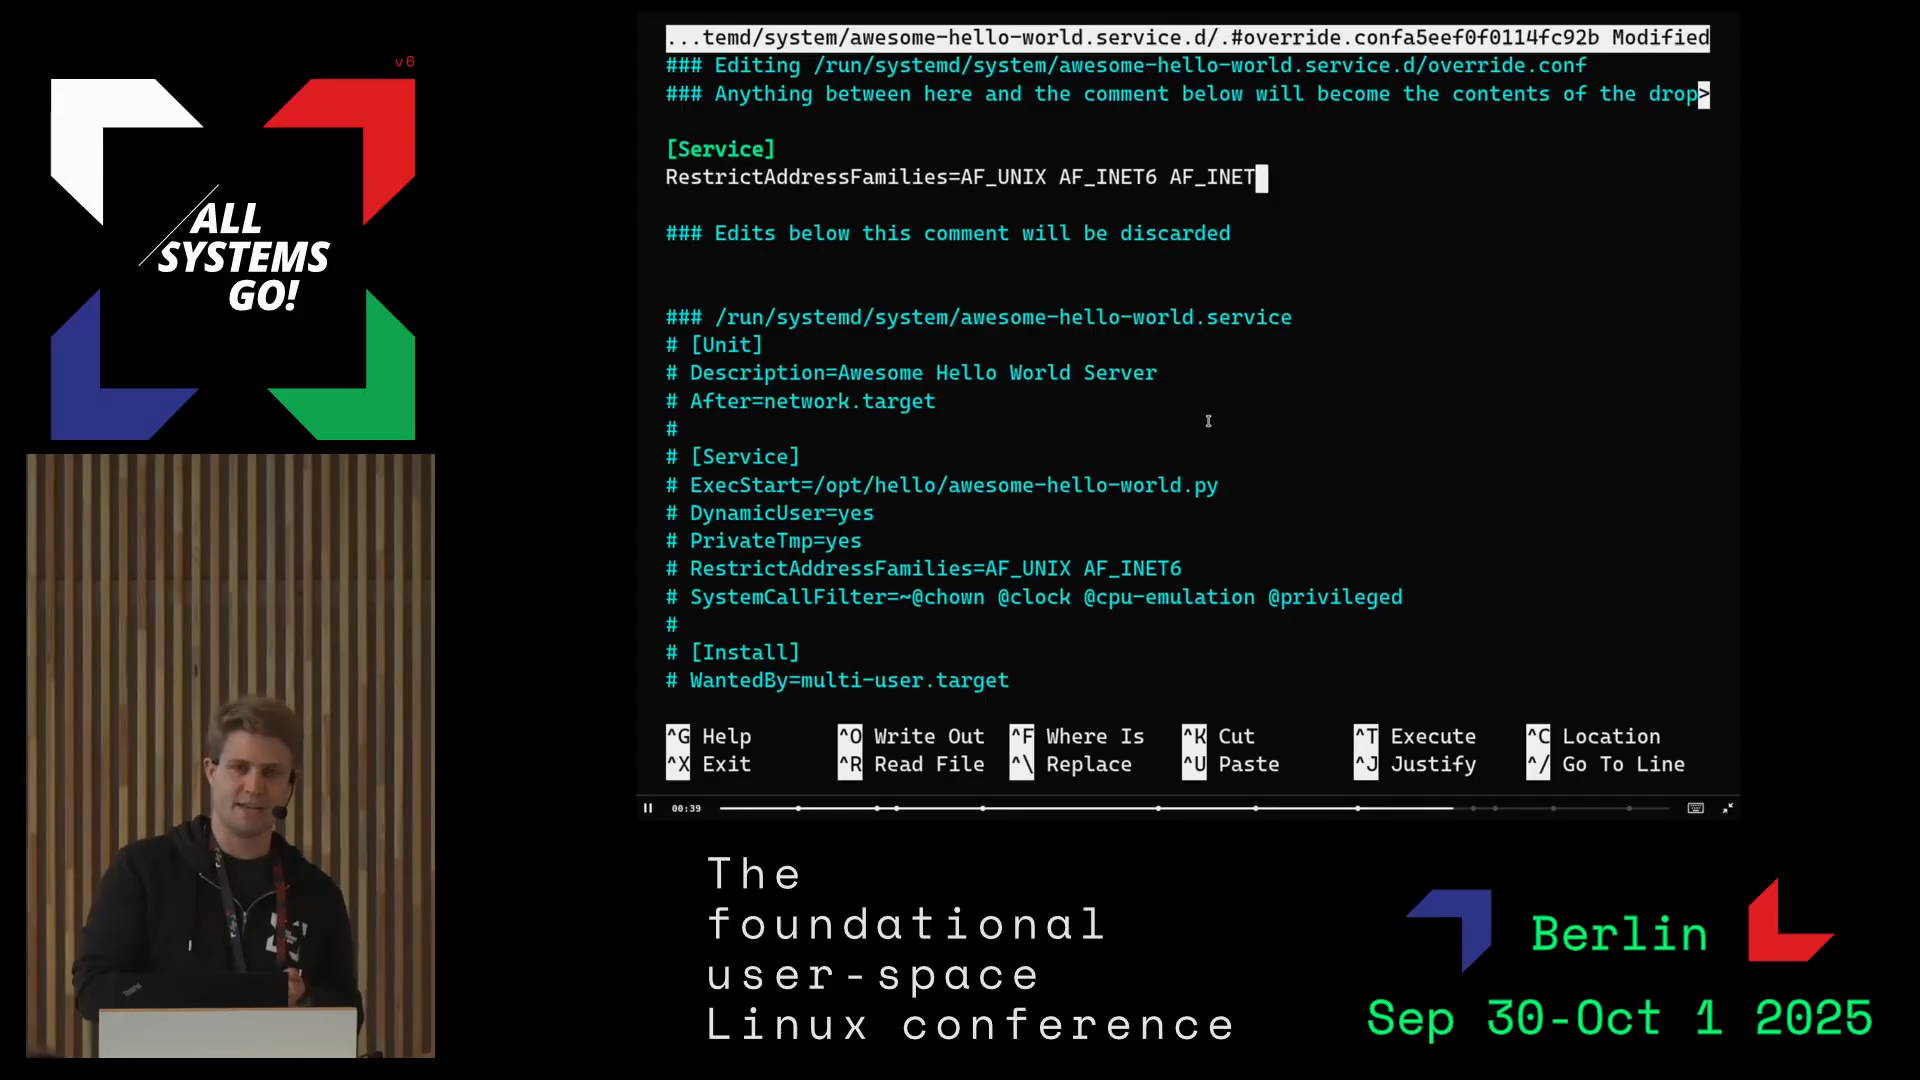 v6
ALL
SYSTEMS
GO!
...temd/system/awesome-hello-world.service.d/.#override.confa5eef0f0114fc92b Modified
### Editing /run/systemd/system/awesome-hello-world.service.d/override.conf
### Anything between here and the comment below will become the contents of the drop>
[Service]
RestrictAddressFamilies=AF_UNIX AF_INET6 AF_INET
### Edits below this comment will be discarded
### /run/systemd/system/awesome-hello-world.service
# [Unit]
# Description=Awesome Hello World Server
# After=network.target
#
# [Service]
# ExecStart=/opt/hello/awesome-hello-world.py
# DynamicUser=yes
# PrivateTmp=yes
# RestrictAddressFamilies=AF_UNIX AF_INET6
# SystemCallFilter=~@chown @clock @cpu-emulation @privileged
#
# [Install]
# WantedBy=multi-user.target
^G Help ^O Write Out ^F Where Is ^K Cut ^T Execute ^C Location
^X Exit ^R Read File ^\ Replace ^U Paste ^J Justify ^/ Go To Line
00:39
ThinkPad
The
foundational
user-space
Linux conference
Berlin
Sep 30-Oct 1 2025